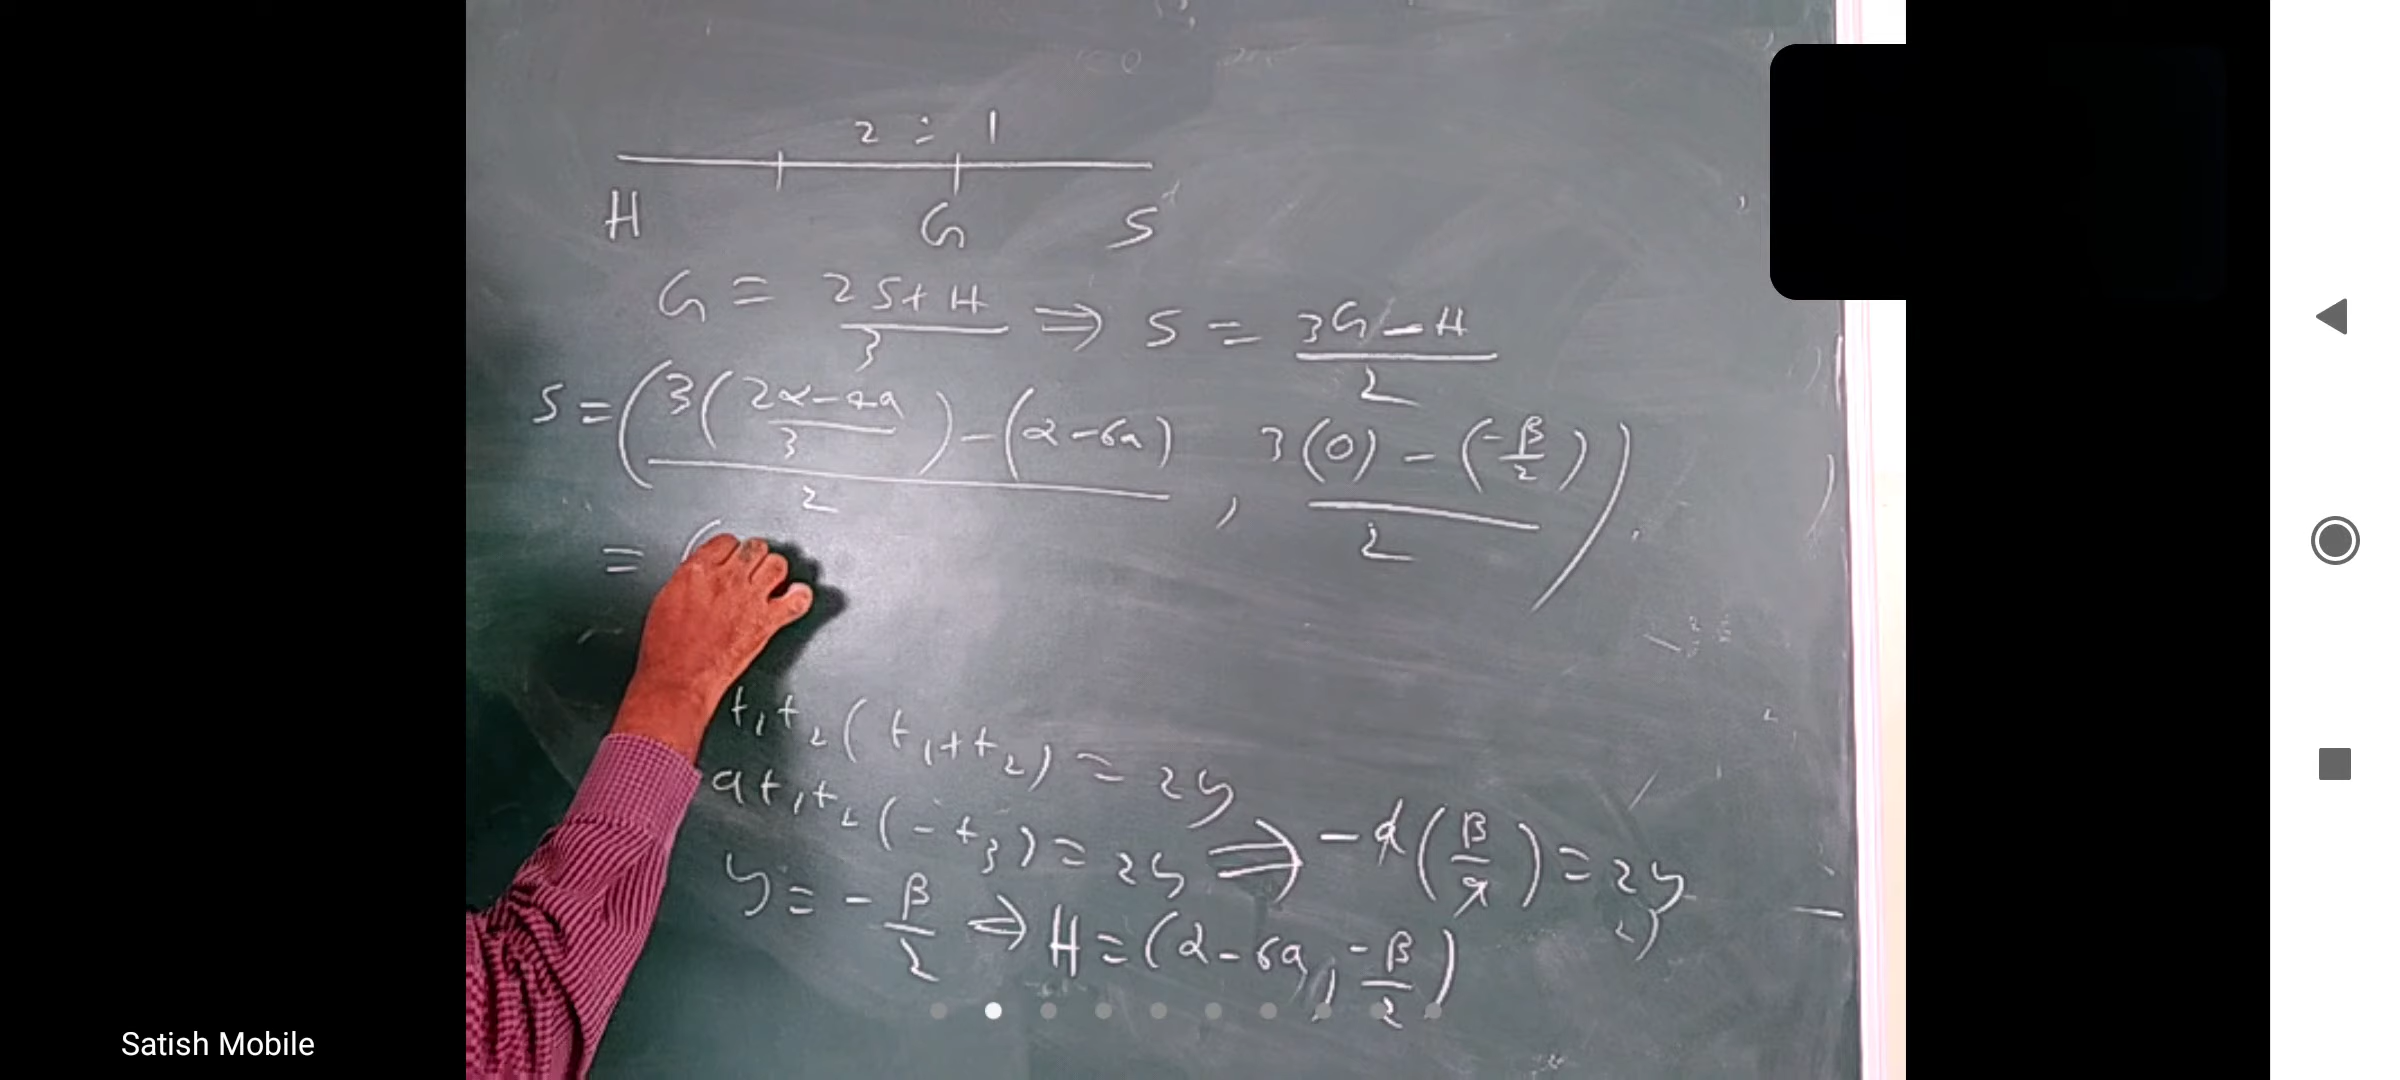 2 : 1
H G S
G = 2S + H / 3 ⇒ S = 3G – H / 2
S = ( 3( 2α – 4a / 3 ) – (α – 6a) / 2 , 3(0) – ( –β / 2 ) / 2 ) .
= (
t₁t₂ ( t₁ + t₂ ) = 2y
a t₁t₂ ( – t₃ ) = 2y ⇒ – a ( β / a ) = 2y
y = – β / 2 ⇒ H = ( α – 6a , – β / 2 )
Satish Mobile